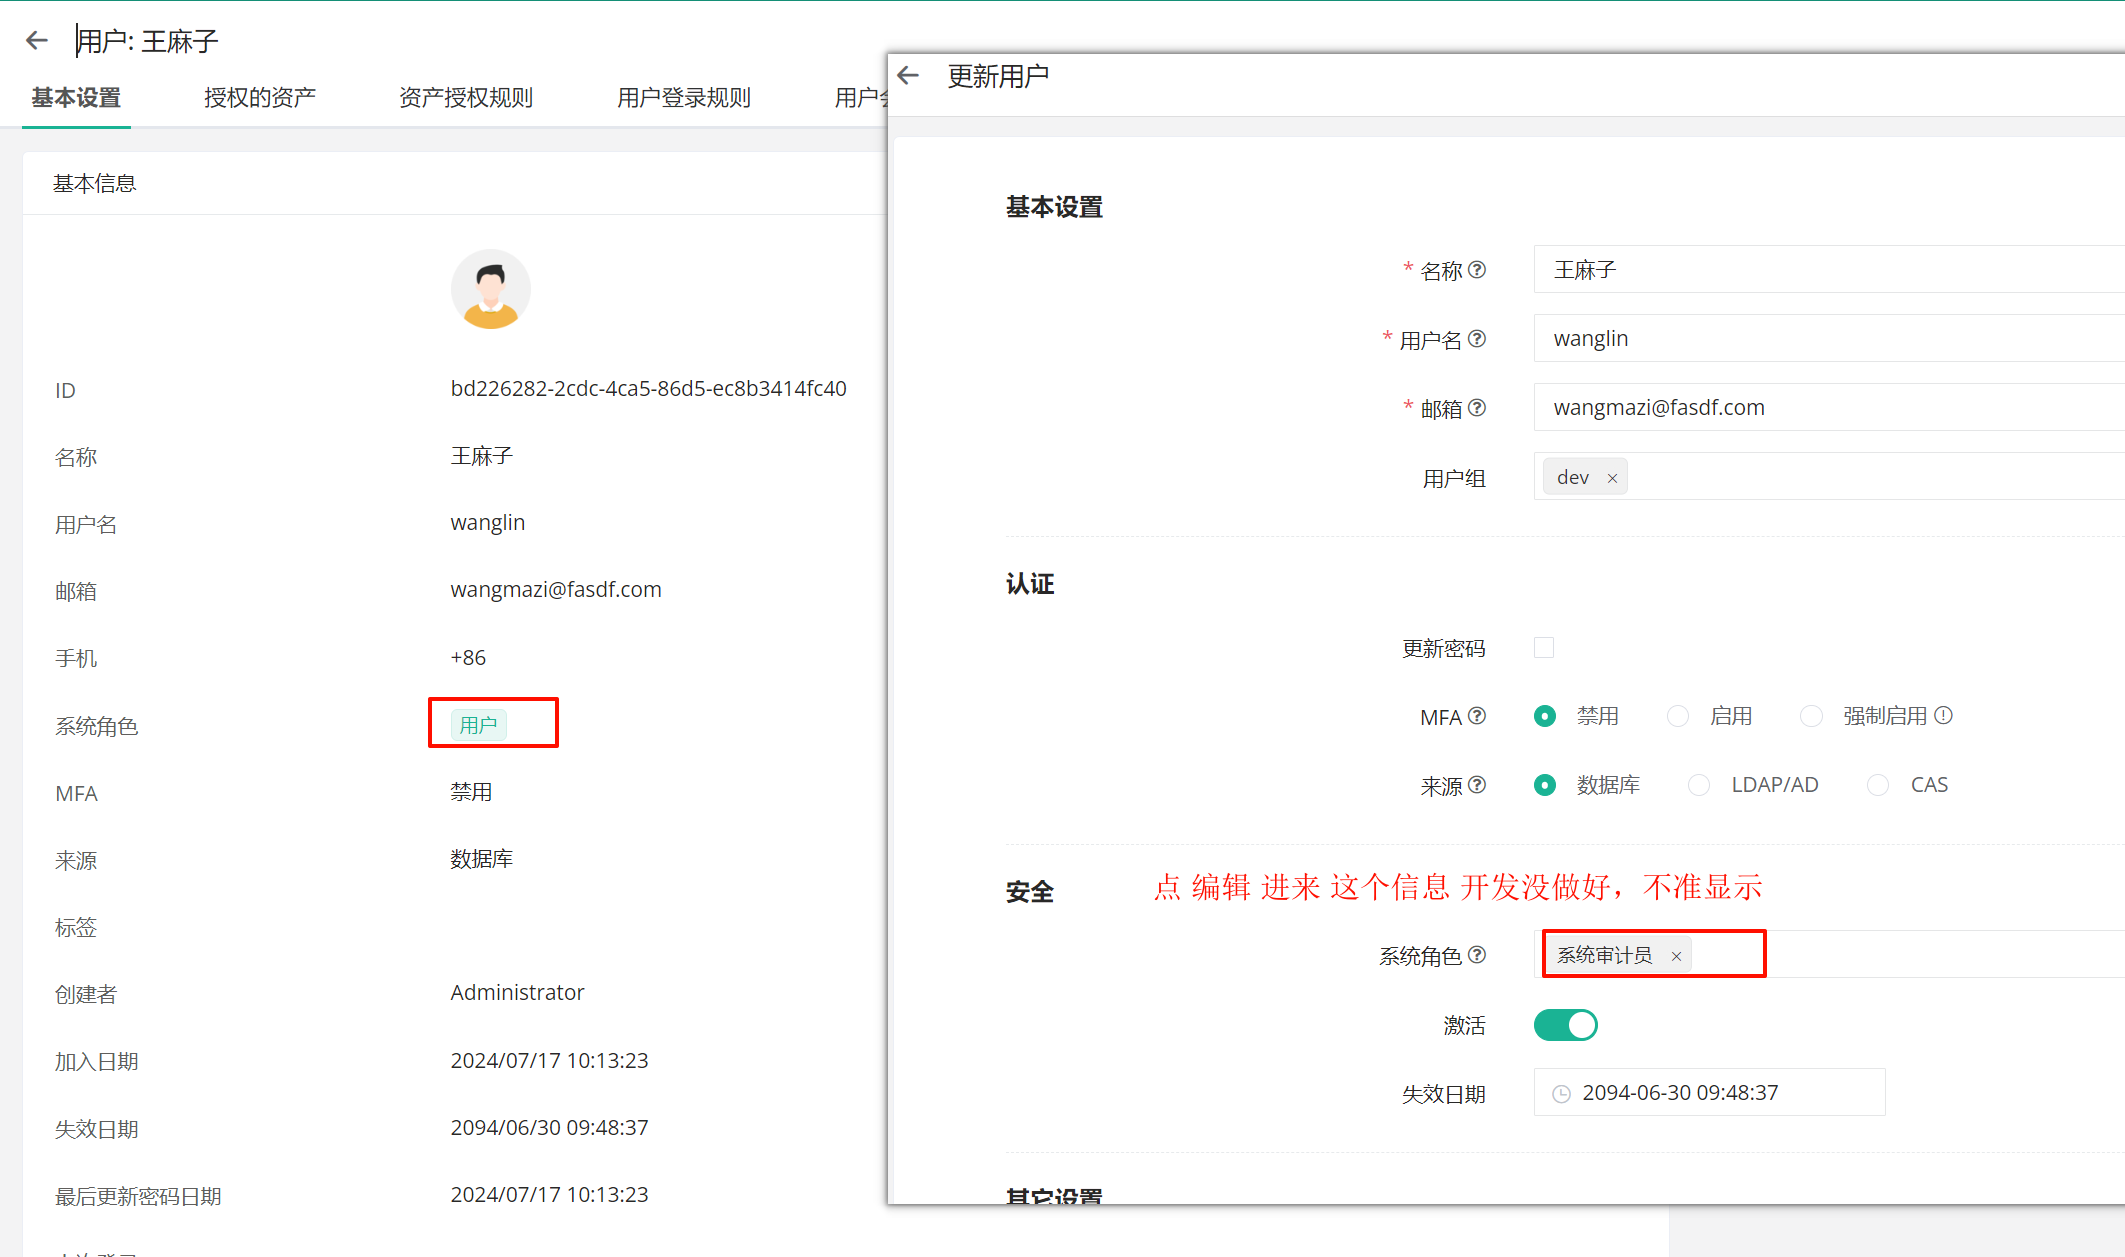 用户: 王麻子
基本设置 授权的资产 资产授权规则 用户登录规则 用户
基本信息
ID bd226282-2cdc-4ca5-86d5-ec8b3414fc40
名称 王麻子
用户名 wanglin
邮箱 wangmazi@fasdf.com
手机 +86
系统角色 用户
MFA 禁用
来源 数据库
标签
创建者 Administrator
加入日期 2024/07/17 10:13:23
失效日期 2094/06/30 09:48:37
最后更新密码日期 2024/07/17 10:13:23
更新用户
基本设置
* 名称 王麻子
* 用户名 wanglin
* 邮箱 wangmazi@fasdf.com
用户组 dev ×
认证
更新密码
MFA 禁用 启用 强制启用
来源 数据库 LDAP/AD CAS
安全
点 编辑 进来 这个信息 开发没做好，不准显示
系统角色 系统审计员 ×
激活
失效日期 2094-06-30 09:48:37
其它设置